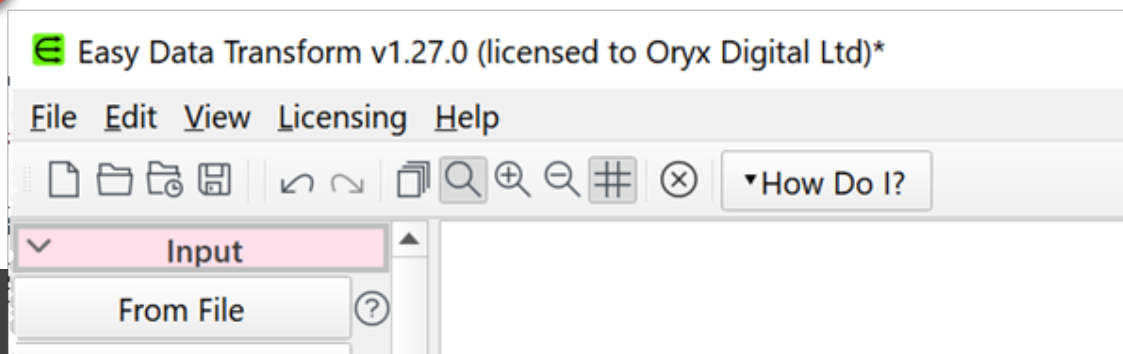 Easy Data Transform v1.27.0 (licensed to Oryx Digital Ltd)*
File Edit View Licensing Help
How Do I?
Input
From File